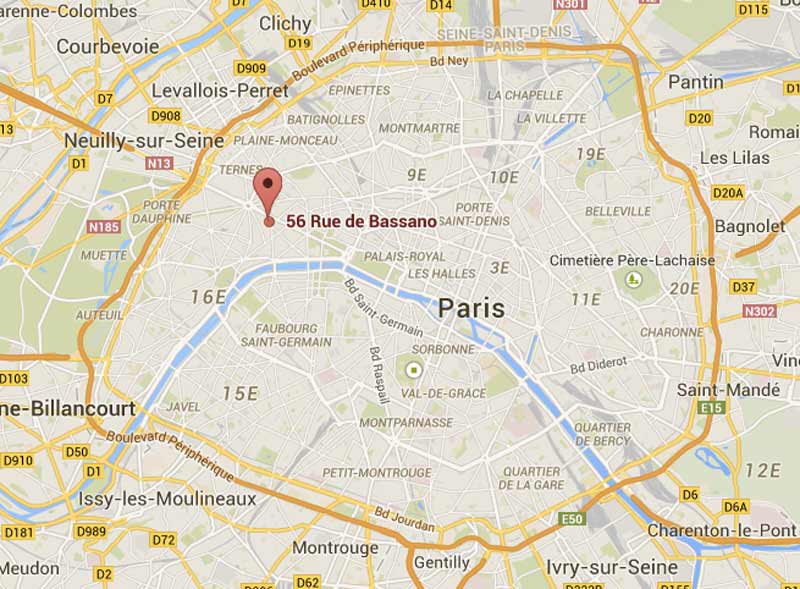 arenne-Colombes
D7
D410
D14
N301
D115
Clichy
D19
Courbevoie
SEINE-SAINT-DENIS
PARIS
Boulevard Périphérique
Bd Ney
D909
Pantin
D7
Levallois-Perret
EPINETTES
LA CHAPELLE
D908
BATIGNOLLES
MONTMARTRE
LA VILLETTE
D20
Neuilly-sur-Seine
PLAINE-MONCEAU
Romai
D1
N13
TERNES
19E
Les Lilas
9E
10E
D20A
PORTE
DAUPHINE
56 Rue de Bassano
PORTE
SAINT-DENIS
BELLEVILLE
N185
Bagnolet
MUETTE
PALAIS-ROYAL
LES HALLES
3E
Cimetière Père-Lachaise
16E
Bd Saint-Germain
Paris
11E
20E
D37
AUTEUIL
FAUBOURG
SAINT-GERMAIN
N302
CHARONNE
SORBONNE
Bd Raspail
Bd Diderot
Vinc
D103
15E
VAL-DE-GRÂCE
Saint-Mandé
ne-Billancourt
JAVEL
E15
MONTPARNASSE
QUARTIER
DE BERCY
Boulevard Périphérique
D50
D910
D1
PETIT-MONTROUGE
QUARTIER
DE LA GARE
12E
Issy-les-Moulineaux
D6
D6A
Bd Jourdan
E50
D181
D989
D72
Charenton-le-Pont
Montrouge
Gentilly
Ivry-sur-Seine
Meudon
D2
D62